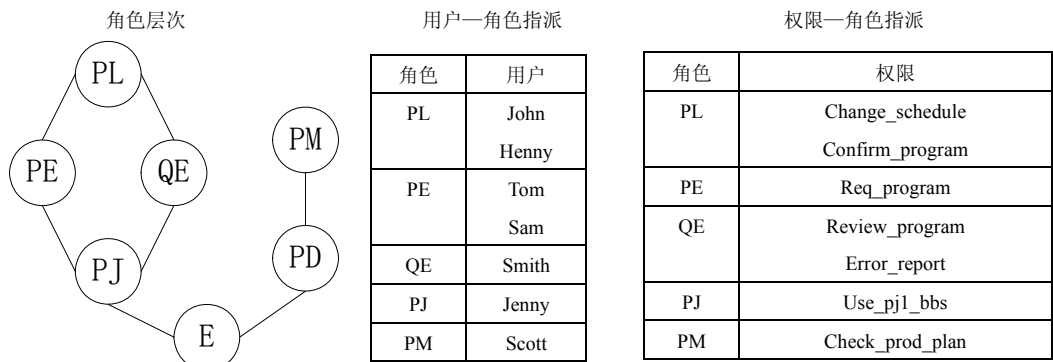 角色层次
PL
PE
QE
PM
PJ
PD
E
用户—角色指派
角色 用户
PL John
Henny
PE Tom
Sam
QE Smith
PJ Jenny
PM Scott
权限—角色指派
角色 权限
PL Change_schedule
Confirm_program
PE Req_program
QE Review_program
Error_report
PJ Use_pj1_bbs
PM Check_prod_plan